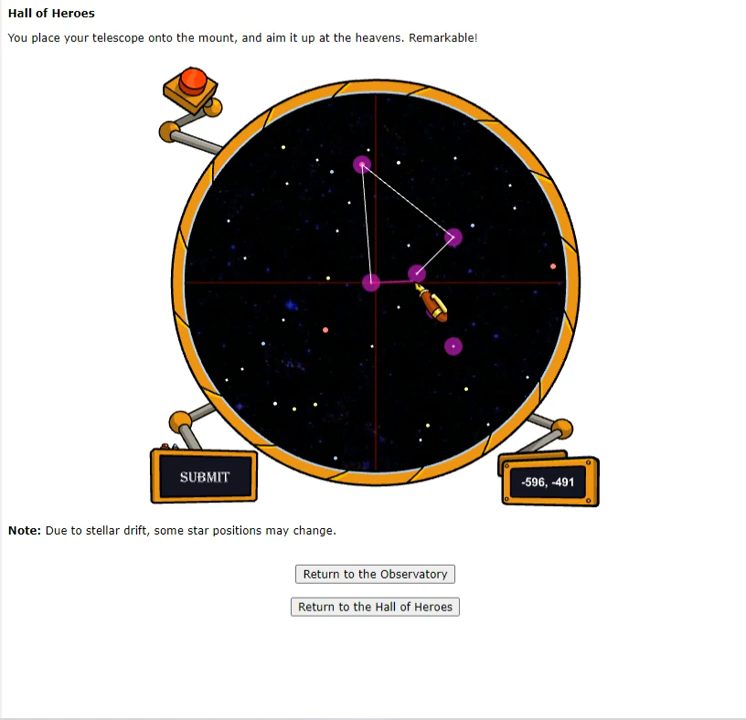 Hall of Heroes
You place your telescope onto the mount, and aim it up at the heavens. Remarkable!
SUBMIT
-596, -491
Note: Due to stellar drift, some star positions may change.
Return to the Observatory
Return to the Hall of Heroes